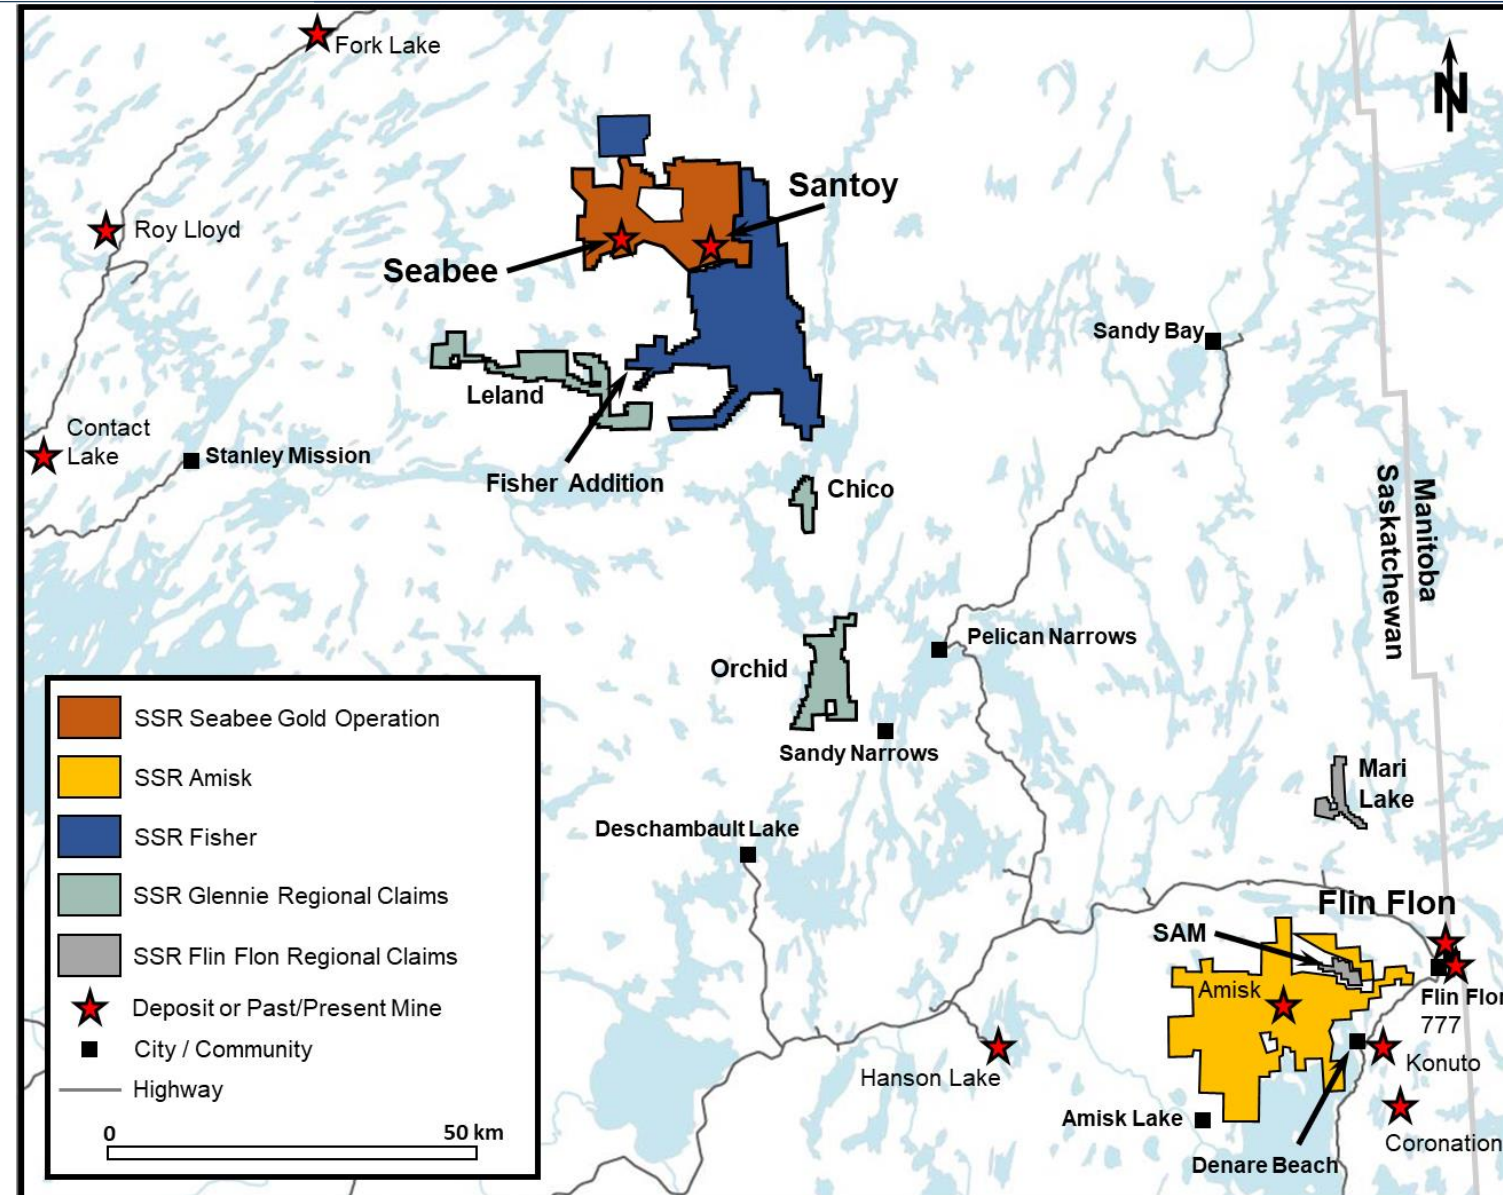 Fork Lake
N
Santoy
Roy Lloyd
Seabee
Sandy Bay
Leland
Contact
Lake
Stanley Mission
Fisher Addition
Chico
Manitoba
Saskatchewan
Pelican Narrows
Orchid
Sandy Narrows
Mari
Lake
Deschambault Lake
Flin Flon
SAM
Amisk
Flin Flon
777
Hanson Lake
Konuto
Amisk Lake
Coronation
Denare Beach
SSR Seabee Gold Operation
SSR Amisk
SSR Fisher
SSR Glennie Regional Claims
SSR Flin Flon Regional Claims
Deposit or Past/Present Mine
City / Community
Highway
0 50 km